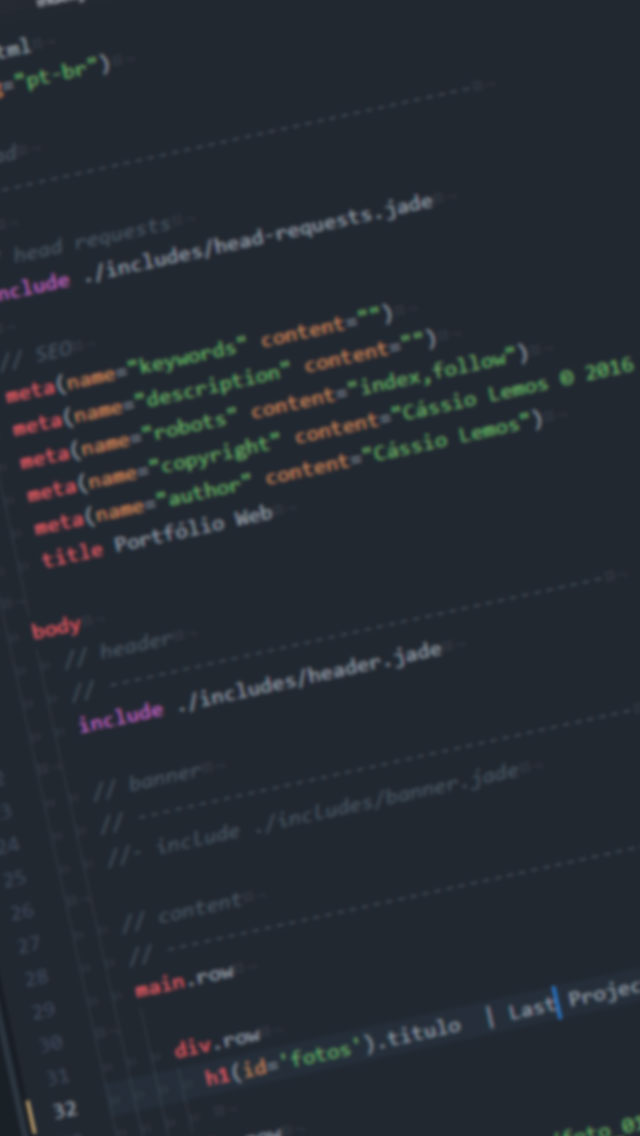 tml
="pt-br")
// head requests
include ./includes/head-requests.jade
// SEO
meta(name="keywords" content="")
meta(name="description" content="")
meta(name="robots" content="index,follow")
meta(name="copyright" content="Cássio Lemos © 2016
meta(name="author" content="Cássio Lemos")
title Portfólio Web
body
// header
// -------------------------------------
include ./includes/header.jade
// banner
23 // -------------------------------------
24 //- include ./includes/banner.jade
25
26 // content
27 // -------------------------------------
28 main.row
29
30 div.row
31 h1(id='fotos').titulo | Last Projec
32